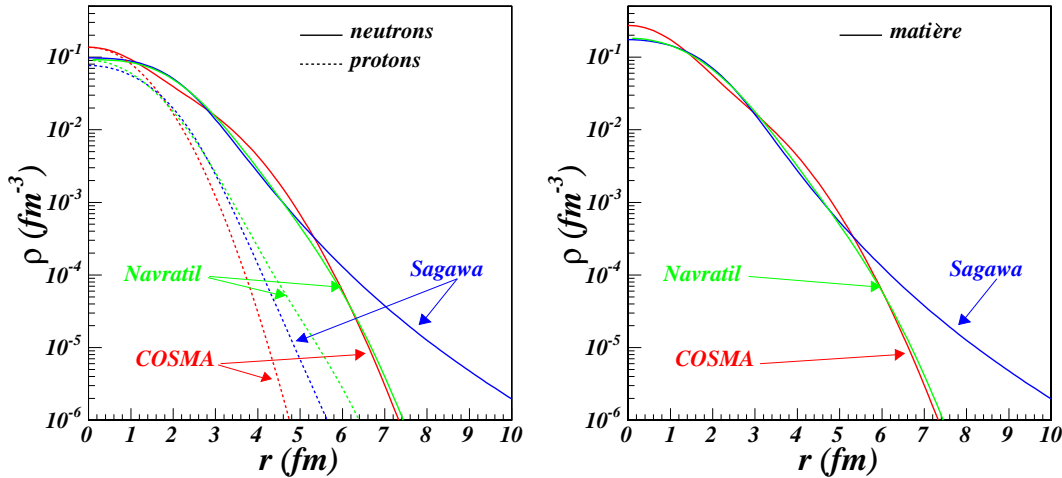 neutrons
protons
Navratil
Sagawa
COSMA
ρ (fm⁻³)
10⁻¹
10⁻²
10⁻³
10⁻⁴
10⁻⁵
10⁻⁶
0 1 2 3 4 5 6 7 8 9 10
r (fm)
matière
Navratil
Sagawa
COSMA
ρ (fm⁻³)
10⁻¹
10⁻²
10⁻³
10⁻⁴
10⁻⁵
10⁻⁶
0 1 2 3 4 5 6 7 8 9 10
r (fm)